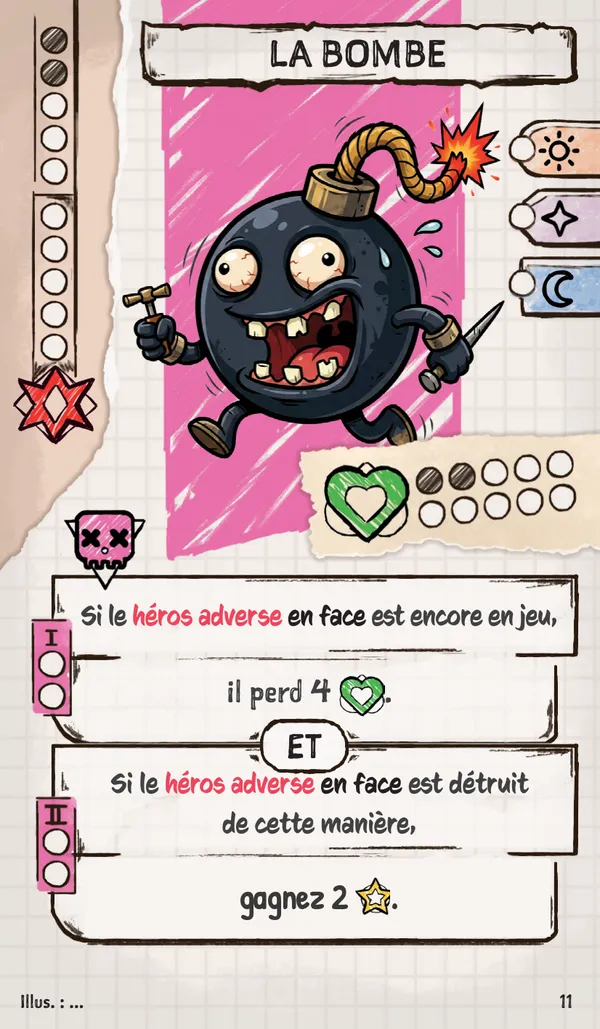 LA BOMBE
Si le héros adverse en face est encore en jeu,
I
il perd 4 .
ET
Si le héros adverse en face est détruit
de cette manière,
II
gagnez 2 .
Illus. : ...
11